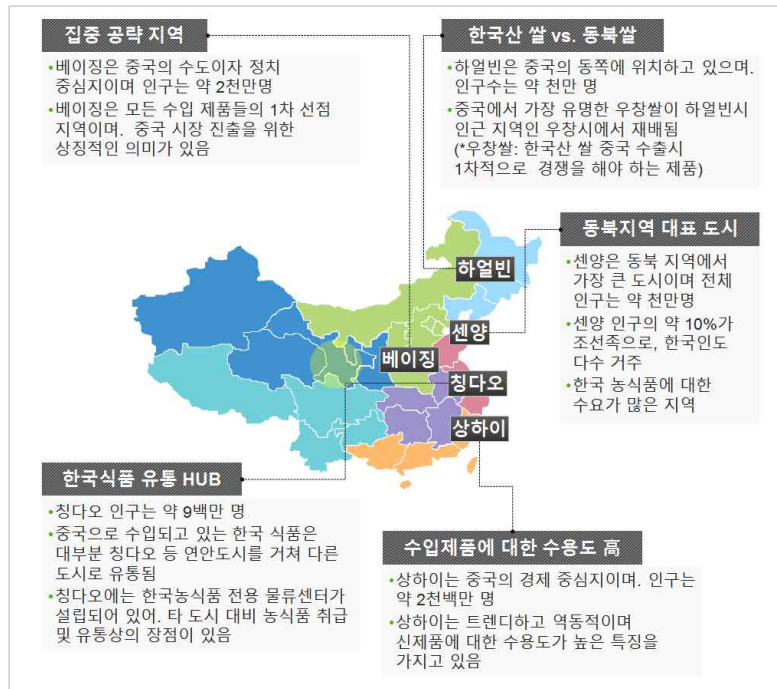 집중 공략 지역
•베이징은 중국의 수도이자 정치
중심지이며 인구는 약 2천만명
•베이징은 모든 수입 제품들의 1차 선점
지역이며. 중국 시장 진출을 위한
상징적인 의미가 있음
한국산 쌀 vs. 동북쌀
•하얼빈은 중국의 동쪽에 위치하고 있으며.
인구수는 약 천만 명
•중국에서 가장 유명한 우창쌀이 하얼빈시
인근 지역인 우창시에서 재배됨
(*우창쌀: 한국산 쌀 중국 수출시
1차적으로 경쟁을 해야 하는 제품)
동북지역 대표 도시
•센양은 동북 지역에서
가장 큰 도시이며 전체
인구는 약 천만명
•센양 인구의 약 10%가
조선족으로, 한국인도
다수 거주
•한국 농식품에 대한
수요가 많은 지역
하얼빈
센양
베이징
칭다오
상하이
한국식품 유통 HUB
•칭다오 인구는 약 9백만 명
•중국으로 수입되고 있는 한국 식품은
대부분 칭다오 등 연안도시를 거쳐 다른
도시로 유통됨
•칭다오에는 한국농식품 전용 물류센터가
설립되어 있어. 타 도시 대비 농식품 취급
및 유통상의 장점이 있음
수입제품에 대한 수용도 高
•상하이는 중국의 경제 중심지이며. 인구는
약 2천백만 명
•상하이는 트렌디하고 역동적이며
신제품에 대한 수용도가 높은 특징을
가지고 있음